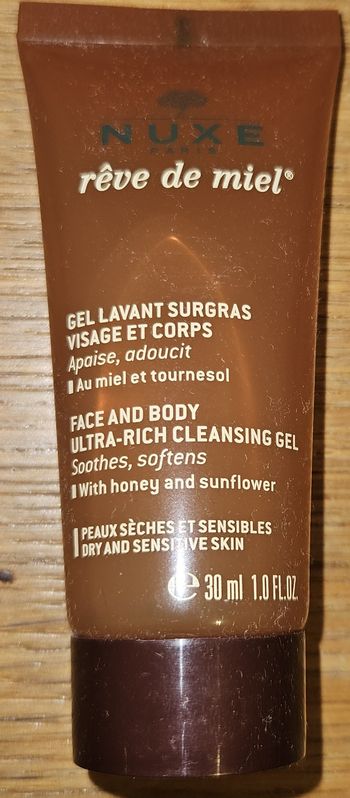 NUXE
PARIS
rêve de miel®
GEL LAVANT SURGRAS
VISAGE ET CORPS
Apaise, adoucit
Au miel et tournesol
FACE AND BODY
ULTRA-RICH CLEANSING GEL
Soothes, softens
With honey and sunflower
PEAUX SÈCHES ET SENSIBLES
DRY AND SENSITIVE SKIN
℮ 30 ml 1.0 FL.OZ.